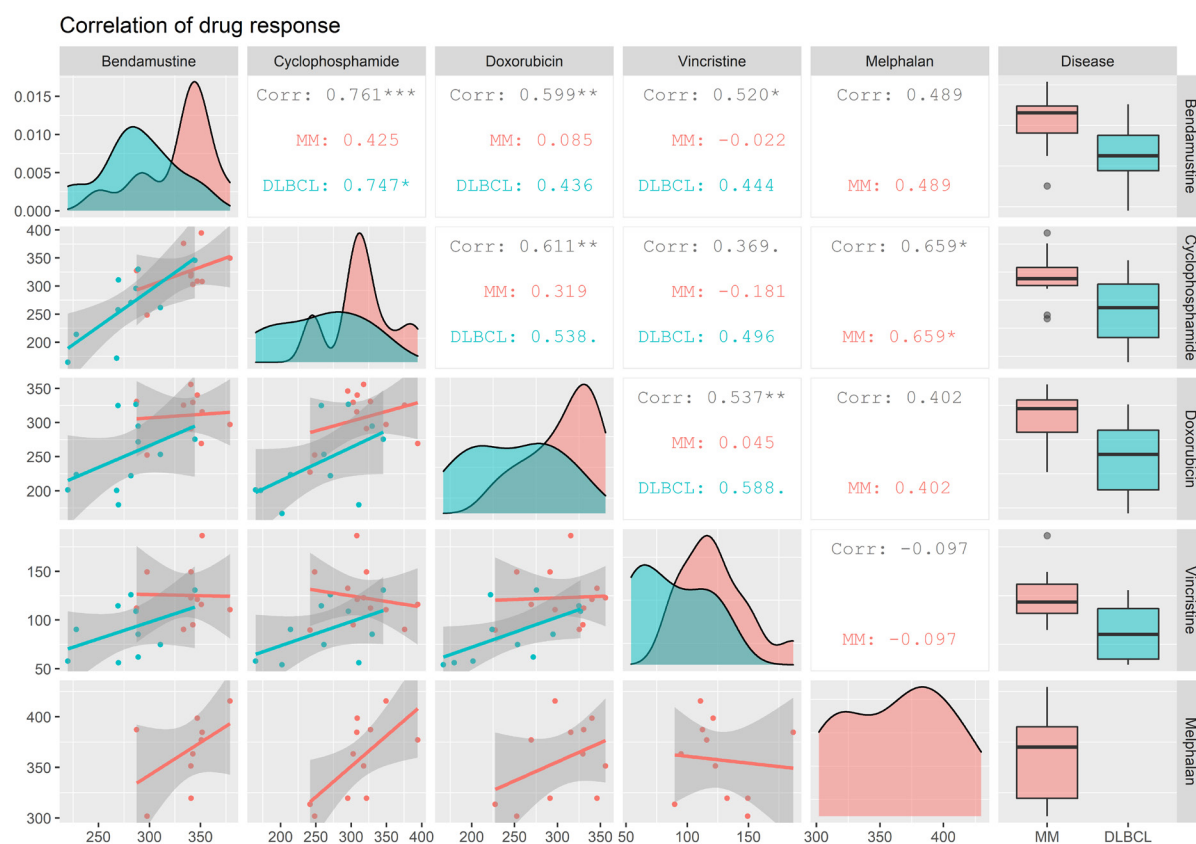 Correlation of drug response
Bendamustine Cyclophosphamide Doxorubicin Vincristine Melphalan Disease
0.015
0.010
0.005
0.000
Corr: 0.761***
MM: 0.425
DLBCL: 0.747*
Corr: 0.599**
MM: 0.085
DLBCL: 0.436
Corr: 0.520*
MM: -0.022
DLBCL: 0.444
Corr: 0.489
MM: 0.489
Bendamustine
400
350
300
250
200
Corr: 0.611**
MM: 0.319
DLBCL: 0.538.
Corr: 0.369.
MM: -0.181
DLBCL: 0.496
Corr: 0.659*
MM: 0.659*
Cyclophosphamide
350
300
250
200
Corr: 0.537**
MM: 0.045
DLBCL: 0.588.
Corr: 0.402
MM: 0.402
Doxorubicin
150
100
50
Corr: -0.097
MM: -0.097
Vincristine
400
350
300
Melphalan
250 300 350 200 250 300 350 400 200 250 300 350 50 100 150 300 350 400 MM DLBCL